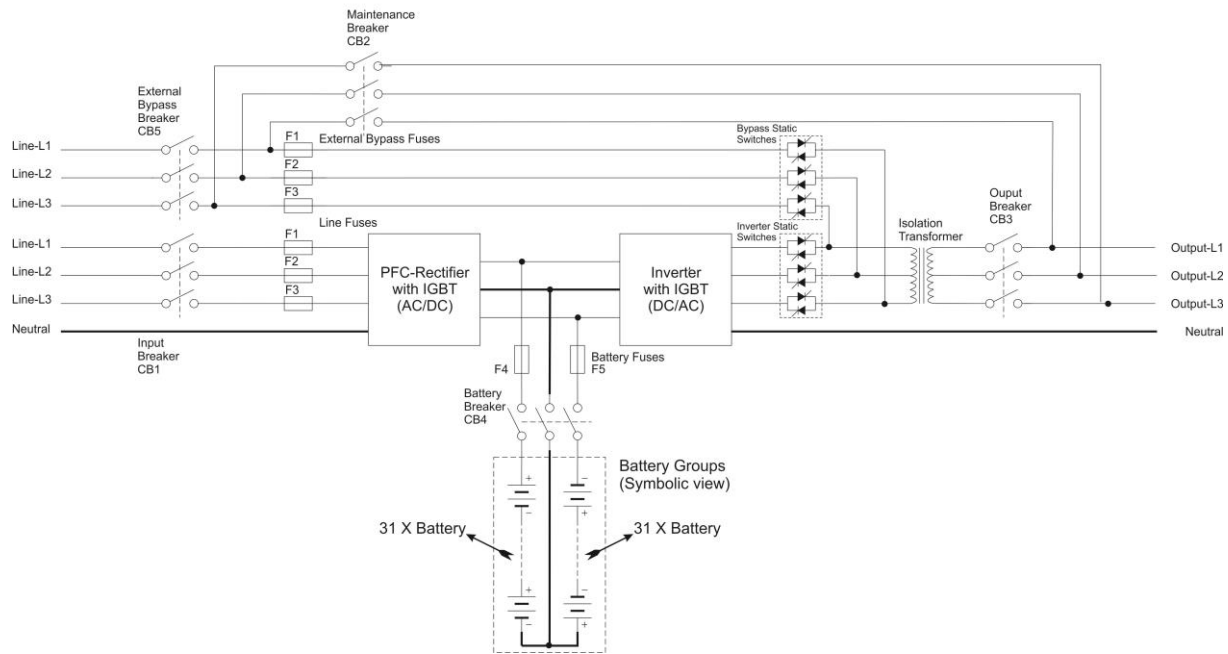 Maintenance
Breaker
CB2
External
Bypass
Breaker
CB5
F1
External Bypass Fuses
Bypass Static
Switches
Line-L1
Line-L2
F2
Line-L3
F3
Ouput
Breaker
CB3
Line Fuses
Inverter Static
Switches
Isolation
Transformer
Line-L1
F1
Output-L1
PFC-Rectifier
with IGBT
(AC/DC)
Inverter
with IGBT
(DC/AC)
Line-L2
F2
Output-L2
Line-L3
F3
Output-L3
Neutral
Neutral
Input
Breaker
CB1
F4
Battery Fuses
F5
Battery
Breaker
CB4
Battery Groups
(Symbolic view)
+
−
−
+
31 X Battery
31 X Battery
+
−
−
+